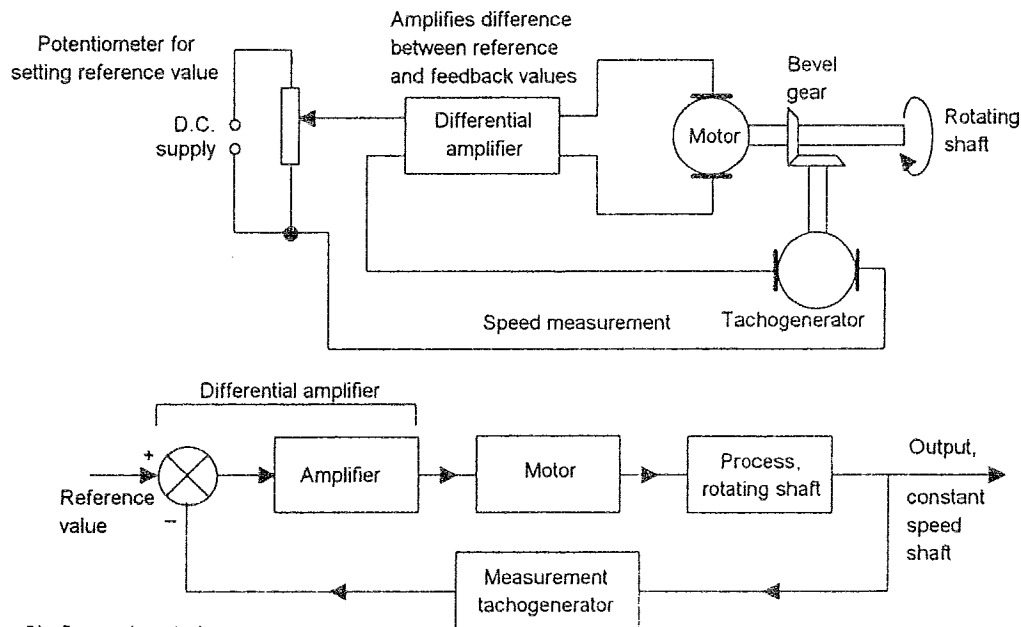 Potentiometer for
setting reference value
Amplifies difference
between reference
and feedback values
D.C.
supply
Differential
amplifier
Motor
Bevel
gear
Rotating
shaft
Speed measurement
Tachogenerator
Differential amplifier
+
Reference
value
−
Amplifier
Motor
Process,
rotating shaft
Output,
constant
speed
shaft
Measurement
tachogenerator